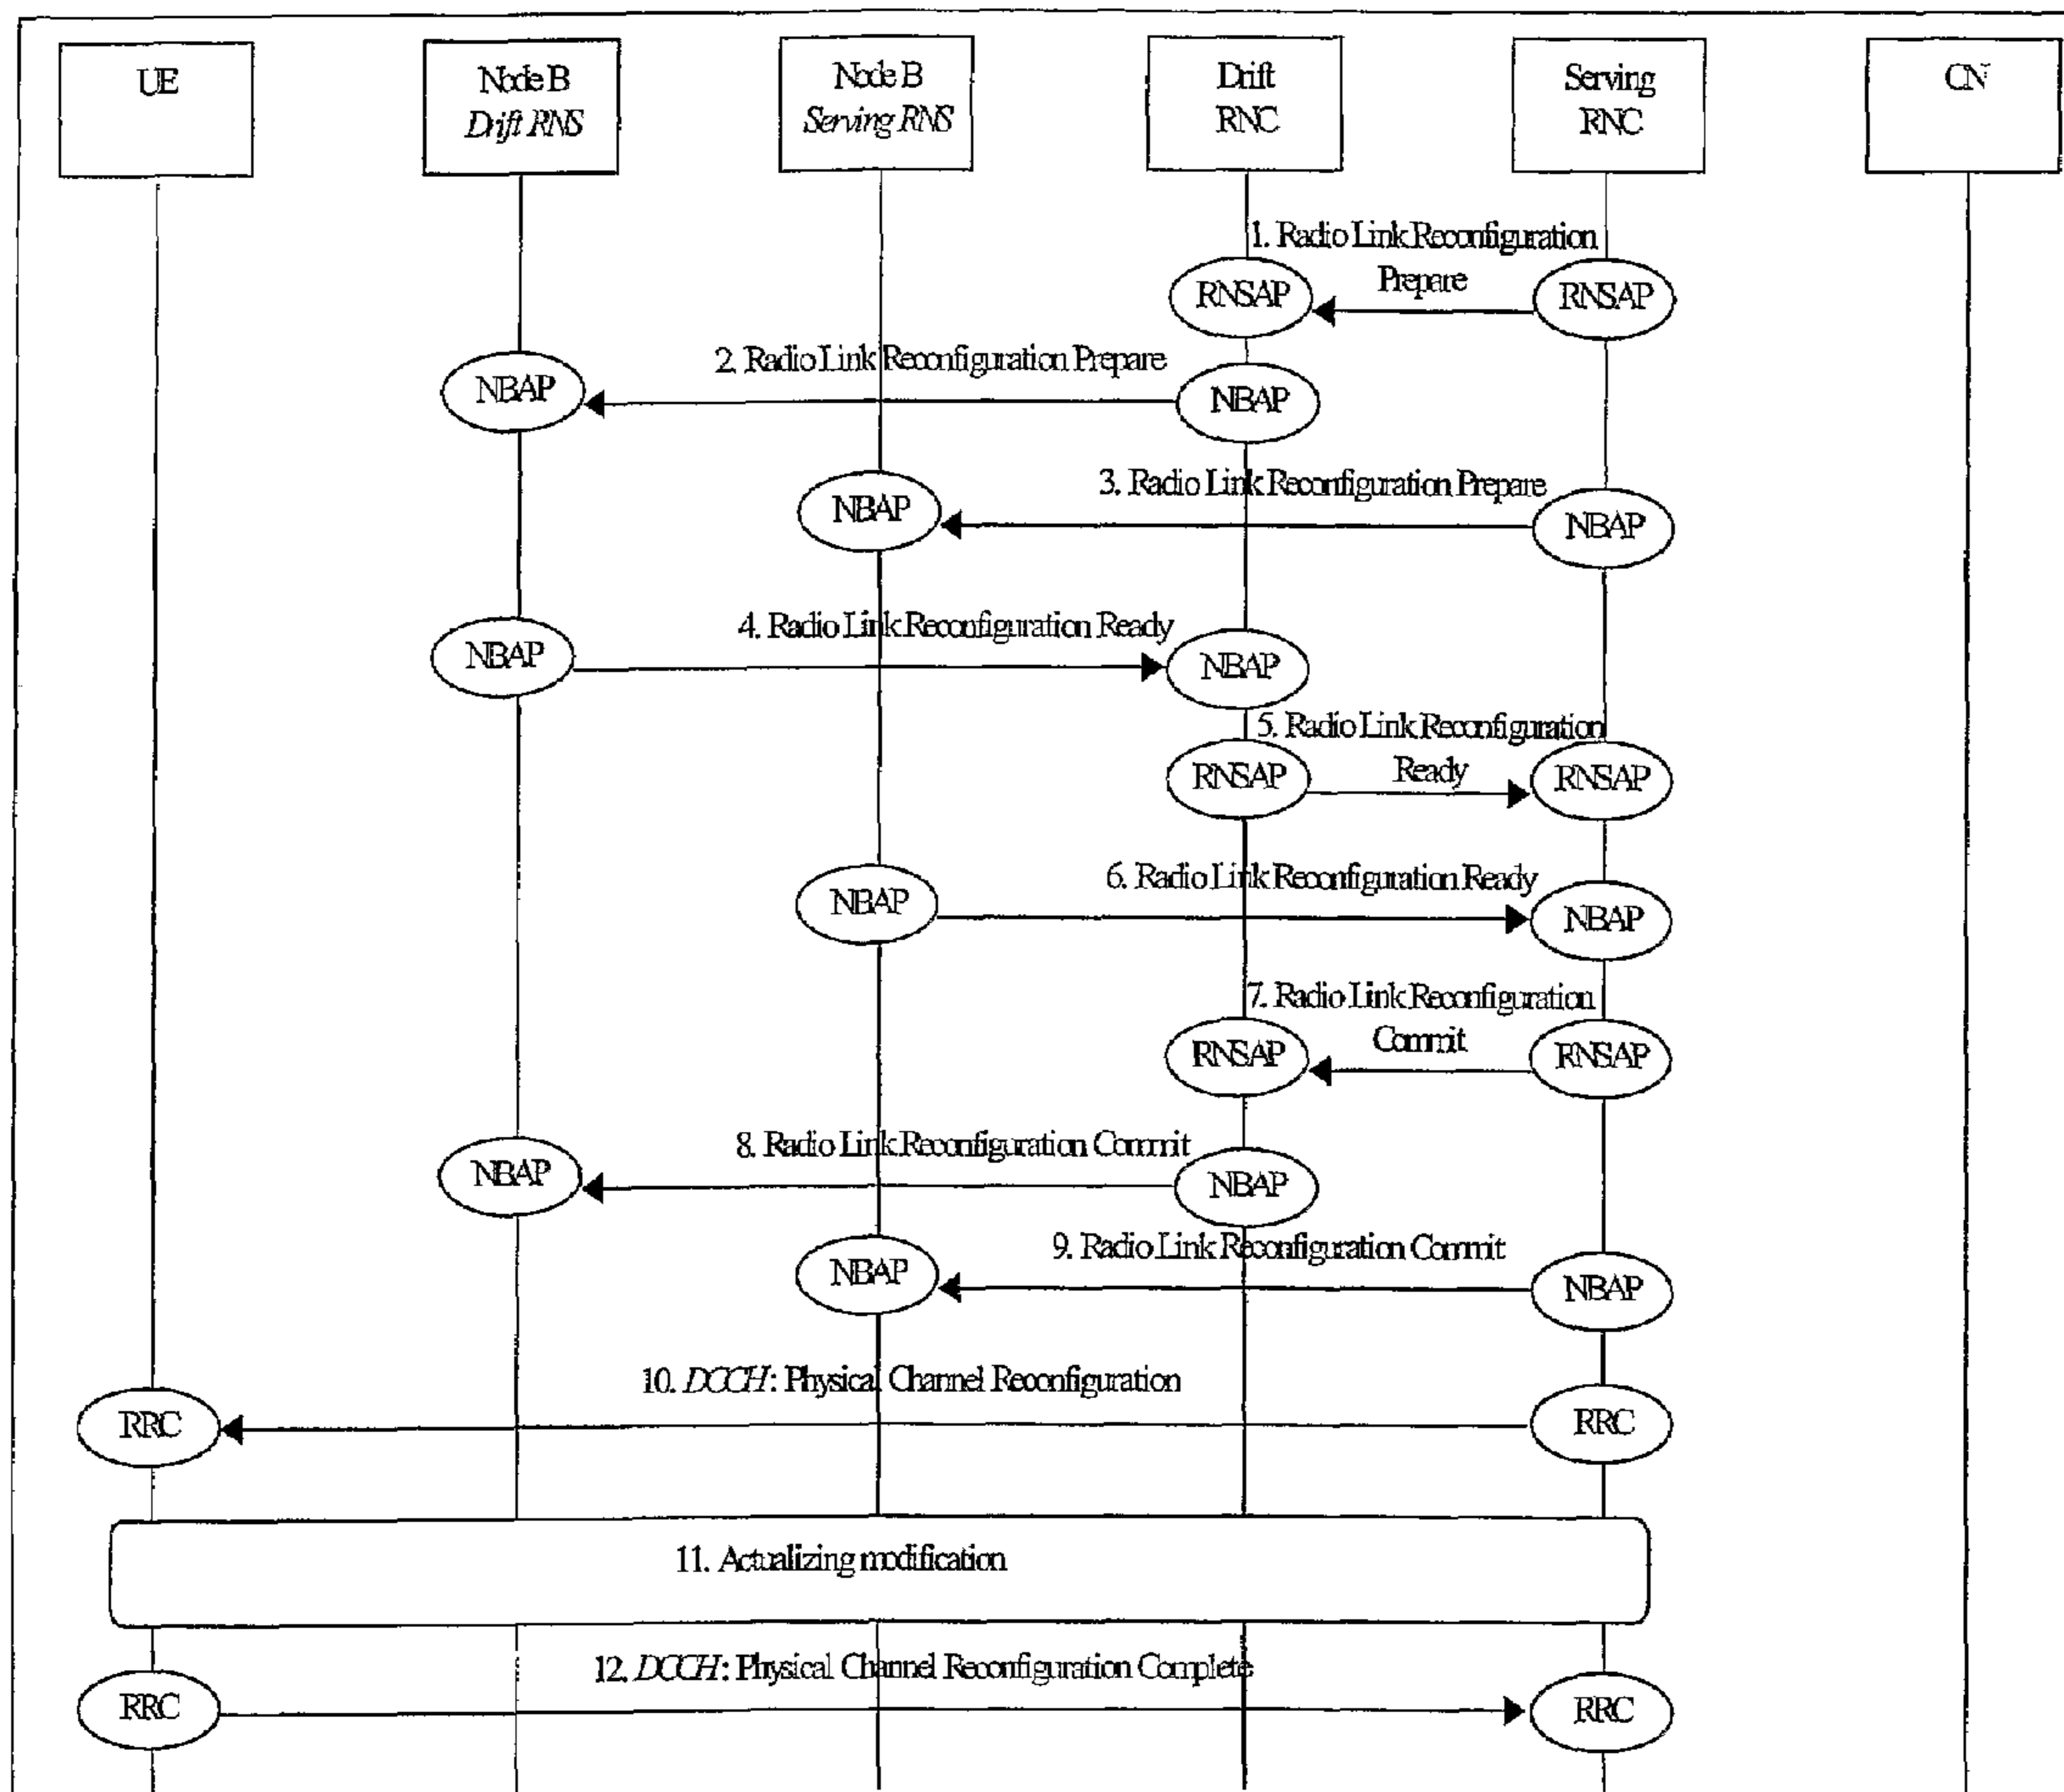 UE
Node B
Drift RNS
Node B
Serving RNS
Drift
RNC
Serving
RNC
CN
1. Radio Link Reconfiguration
Prepare
RNSAP
RNSAP
2. Radio Link Reconfiguration Prepare
NBAP
NBAP
3. Radio Link Reconfiguration Prepare
NBAP
NBAP
4. Radio Link Reconfiguration Ready
NBAP
NBAP
5. Radio Link Reconfiguration
Ready
RNSAP
RNSAP
6. Radio Link Reconfiguration Ready
NBAP
NBAP
7. Radio Link Reconfiguration
Commit
RNSAP
RNSAP
8. Radio Link Reconfiguration Commit
NBAP
NBAP
9. Radio Link Reconfiguration Commit
NBAP
NBAP
10. DCCH: Physical Channel Reconfiguration
RRC
RRC
11. Actualizing modification
12. DCCH: Physical Channel Reconfiguration Complete
RRC
RRC